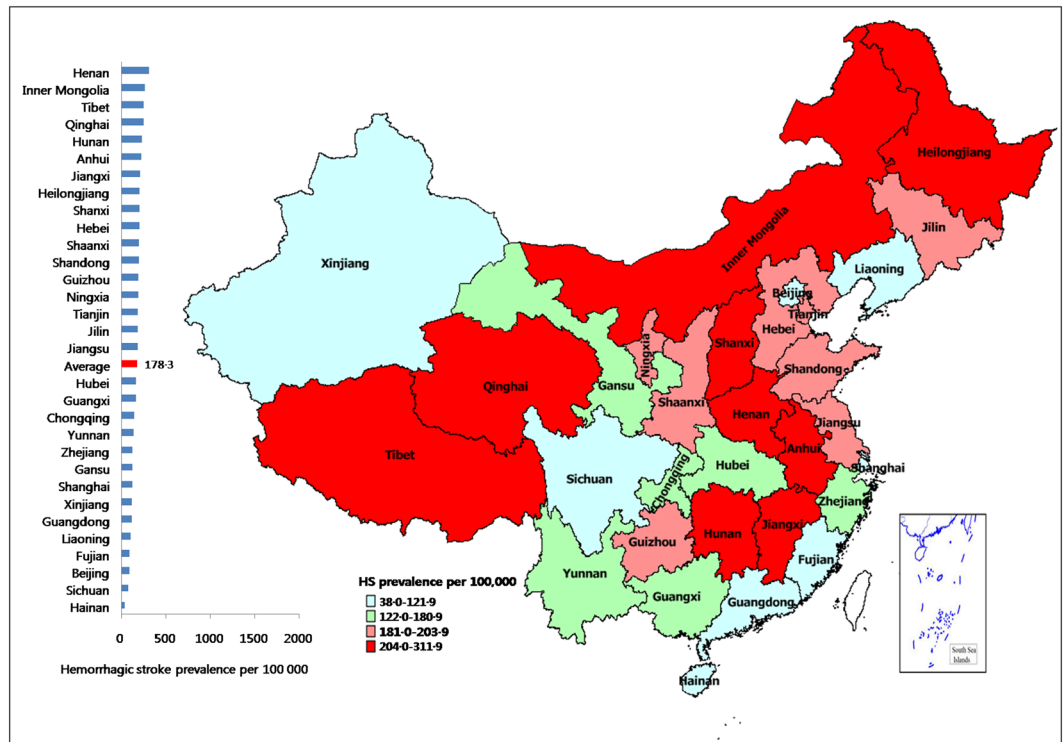 Henan
Inner Mongolia
Tibet
Qinghai
Hunan
Anhui
Jiangxi
Heilongjiang
Shanxi
Hebei
Shaanxi
Shandong
Guizhou
Ningxia
Tianjin
Jilin
Jiangsu
Average 178·3
Hubei
Guangxi
Chongqing
Yunnan
Zhejiang
Gansu
Shanghai
Xinjiang
Guangdong
Liaoning
Fujian
Beijing
Sichuan
Hainan
0 500 1000 1500 2000
Hemorrhagic stroke prevalence per 100 000
Heilongjiang
Jilin
Inner Mongolia
Xinjiang
Liaoning
Beijing
Tianjin
Hebei
Shanxi
Ningxia
Shandong
Qinghai
Gansu
Shaanxi
Henan
Jiangsu
Anhui
Tibet
Hubei
Shanghai
Chongqing
Sichuan
Zhejiang
Hunan
Jiangxi
Guizhou
Fujian
Yunnan
Guangxi
Guangdong
Hainan
HS prevalence per 100,000
38·0-121·9
122·0-180·9
181·0-203·9
204·0-311·9
South Sea
Islands